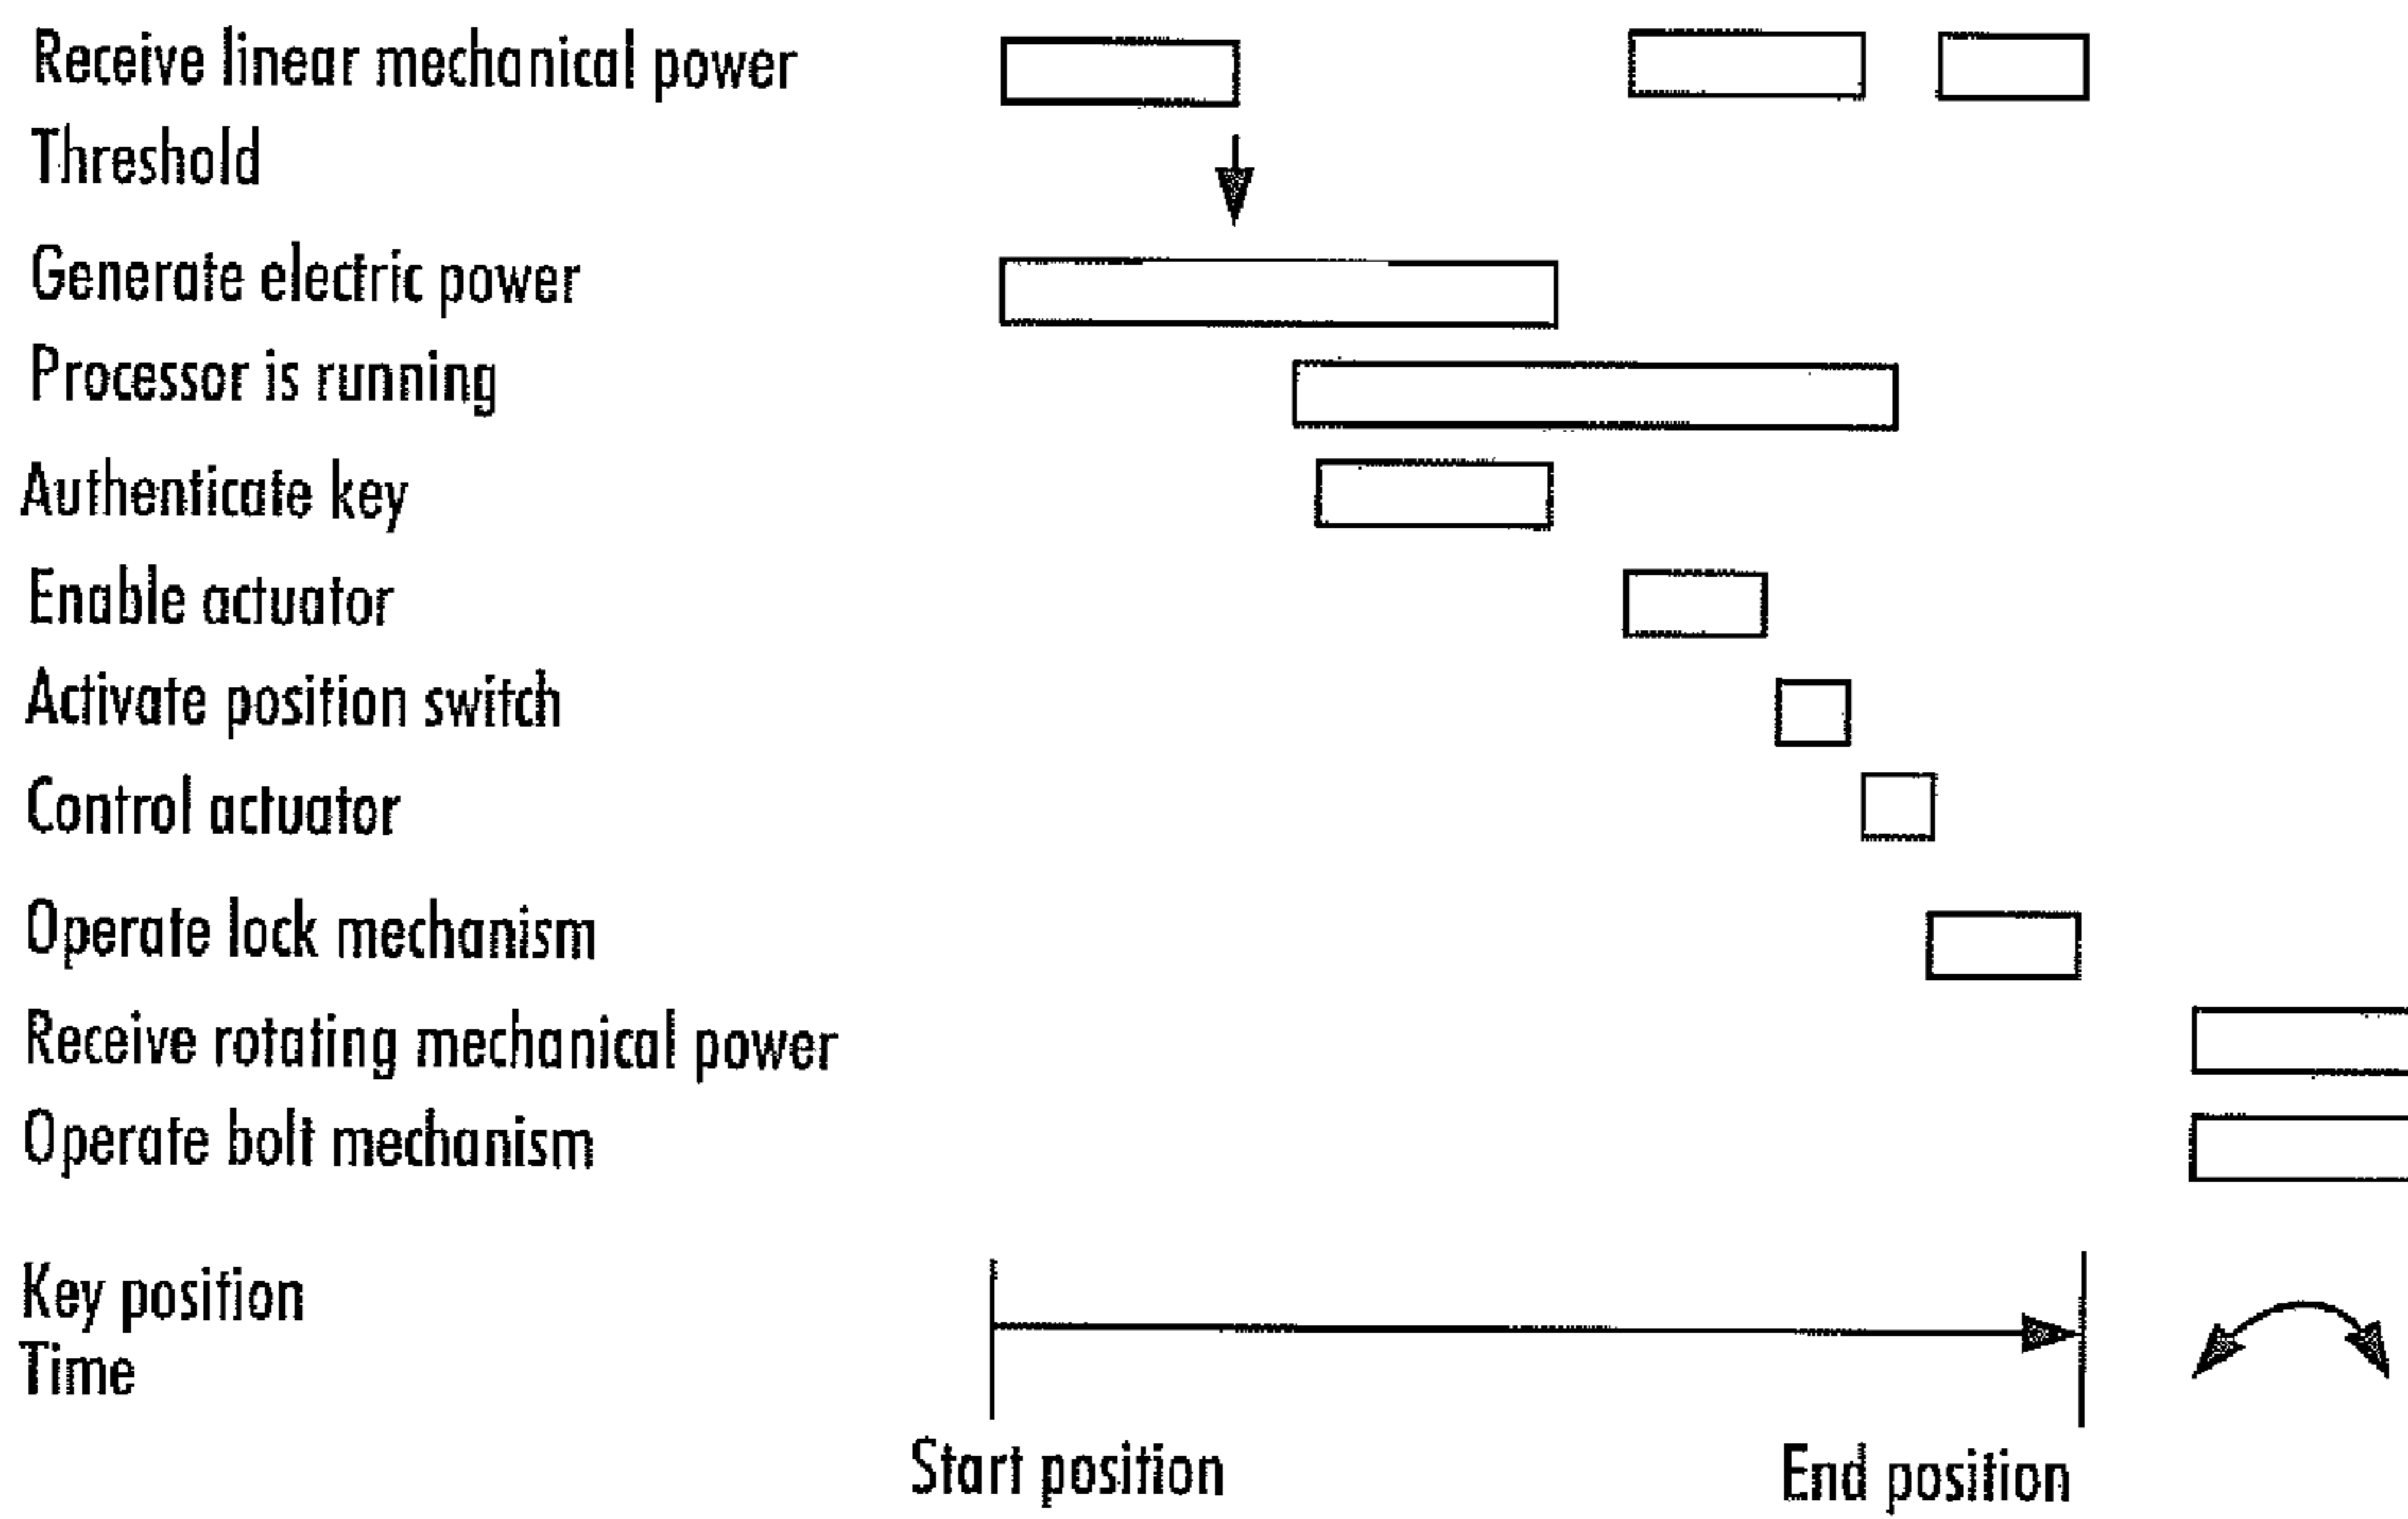 Receive linear mechanical power
Threshold
Generate electric power
Processor is running
Authenticate key
Enable actuator
Activate position switch
Control actuator
Operate lock mechanism
Receive rotating mechanical power
Operate bolt mechanism
Key position
Time
Start position
End position